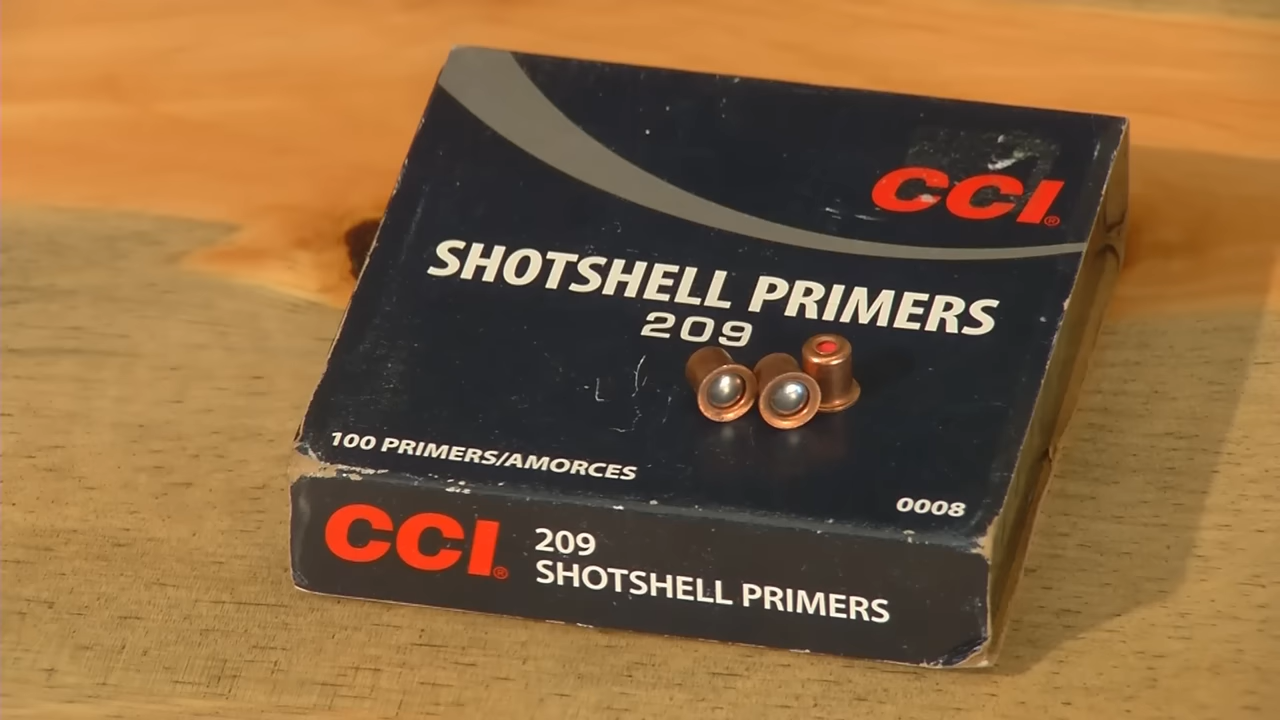 CCI®
SHOTSHELL PRIMERS
209
100 PRIMERS/AMORCES
0008
CCI®
209
SHOTSHELL PRIMERS